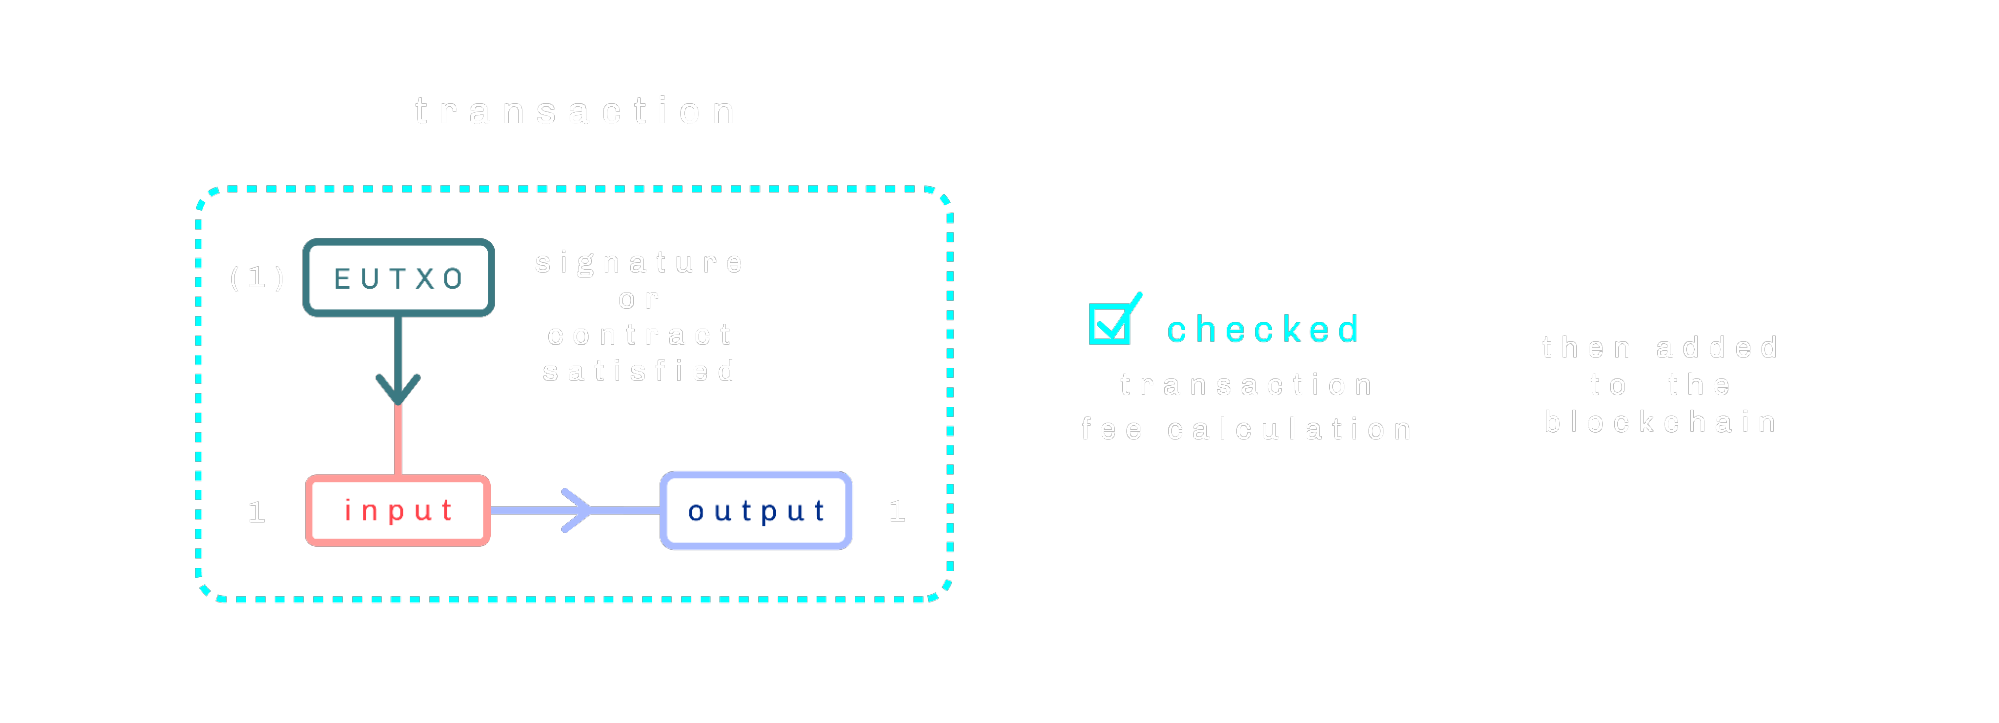 transaction
(1) EUTXO
signature
or
contract
satisfied
1 input output 1
checked
transaction
fee calculation
then added
to the
blockchain